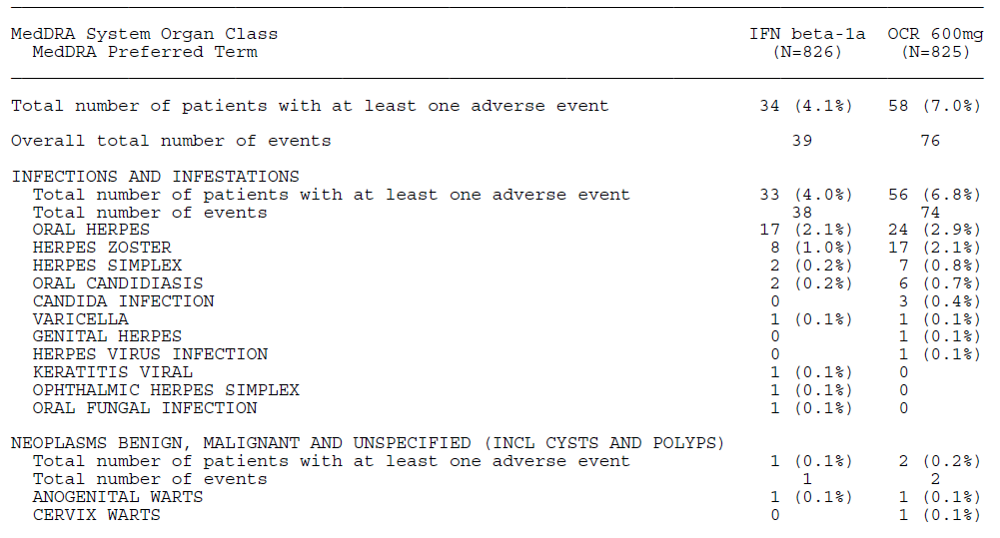 MedDRA System Organ Class IFN beta-1a OCR 600mg
MedDRA Preferred Term (N=826) (N=825)
Total number of patients with at least one adverse event 34 (4.1%) 58 (7.0%)
Overall total number of events 39 76
INFECTIONS AND INFESTATIONS
Total number of patients with at least one adverse event 33 (4.0%) 56 (6.8%)
Total number of events 38 74
ORAL HERPES 17 (2.1%) 24 (2.9%)
HERPES ZOSTER 8 (1.0%) 17 (2.1%)
HERPES SIMPLEX 2 (0.2%) 7 (0.8%)
ORAL CANDIDIASIS 2 (0.2%) 6 (0.7%)
CANDIDA INFECTION 0 3 (0.4%)
VARICELLA 1 (0.1%) 1 (0.1%)
GENITAL HERPES 0 1 (0.1%)
HERPES VIRUS INFECTION 0 1 (0.1%)
KERATITIS VIRAL 1 (0.1%) 0
OPHTHALMIC HERPES SIMPLEX 1 (0.1%) 0
ORAL FUNGAL INFECTION 1 (0.1%) 0
NEOPLASMS BENIGN, MALIGNANT AND UNSPECIFIED (INCL CYSTS AND POLYPS)
Total number of patients with at least one adverse event 1 (0.1%) 2 (0.2%)
Total number of events 1 2
ANOGENITAL WARTS 1 (0.1%) 1 (0.1%)
CERVIX WARTS 0 1 (0.1%)